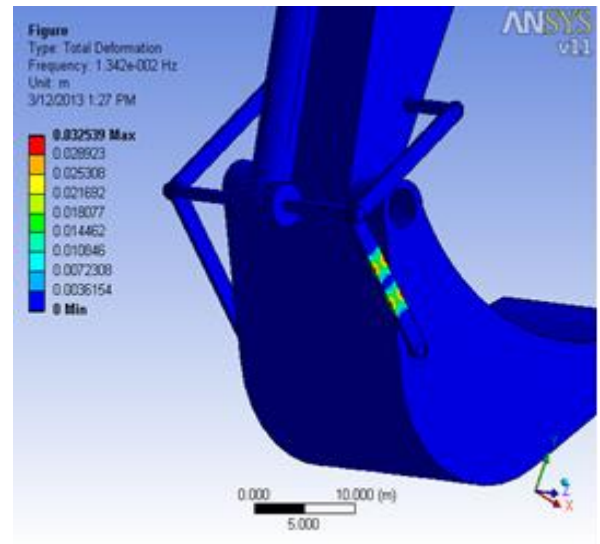 Figure
Type: Total Deformation
Frequency: 1.342e-002 Hz
Unit: m
3/12/2013 1:27 PM
ANSYS
v11
0.032539 Max
0.028923
0.025308
0.021692
0.018077
0.014462
0.010846
0.0072308
0.0036154
0 Min
0.000 10.000 (m)
5.000
Y
Z
X